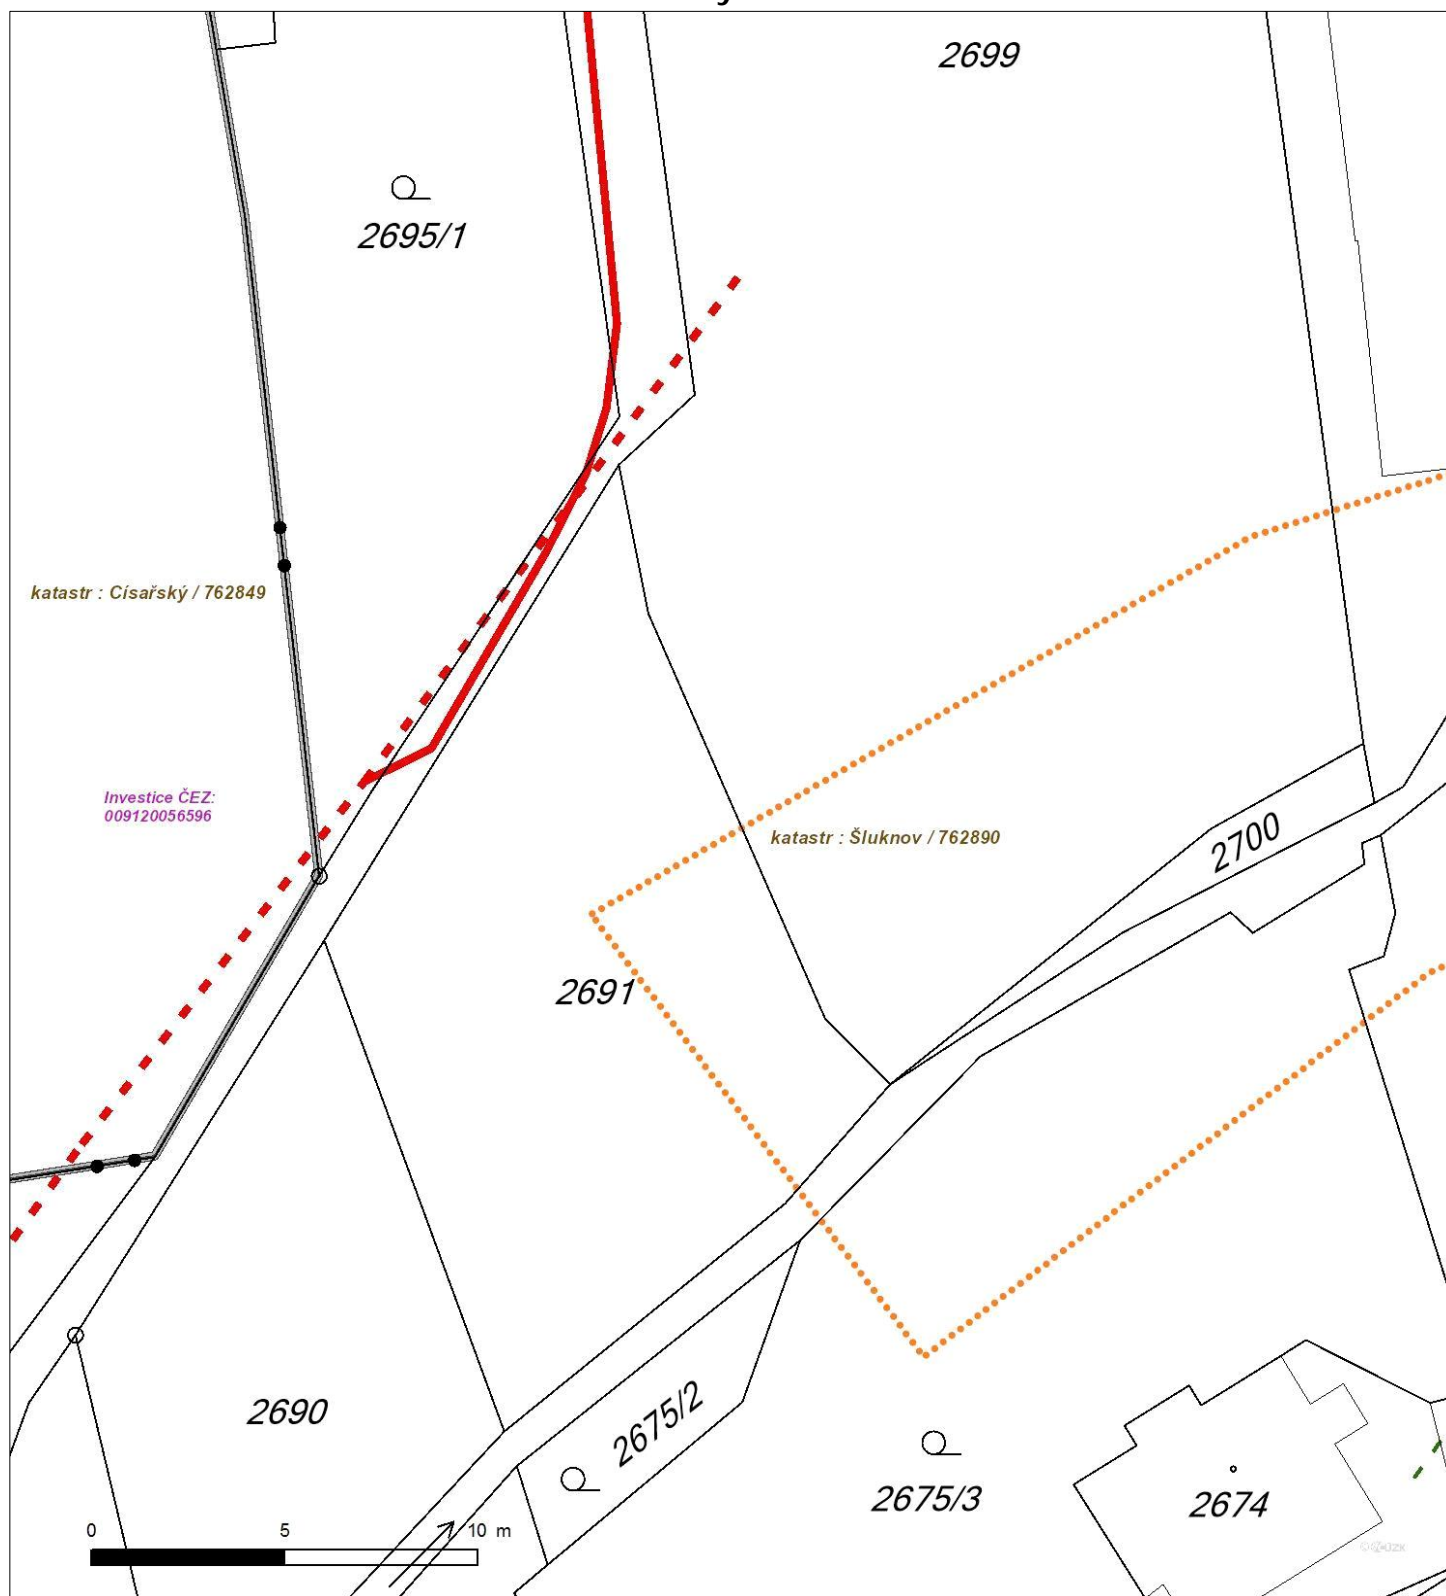 2699
2695/1
katastr : Císařský / 762849
Investice ČEZ:
009120056596
katastr : Šluknov / 762890
2700
2691
2690
2675/2
2675/3
2674
0 5 10 m